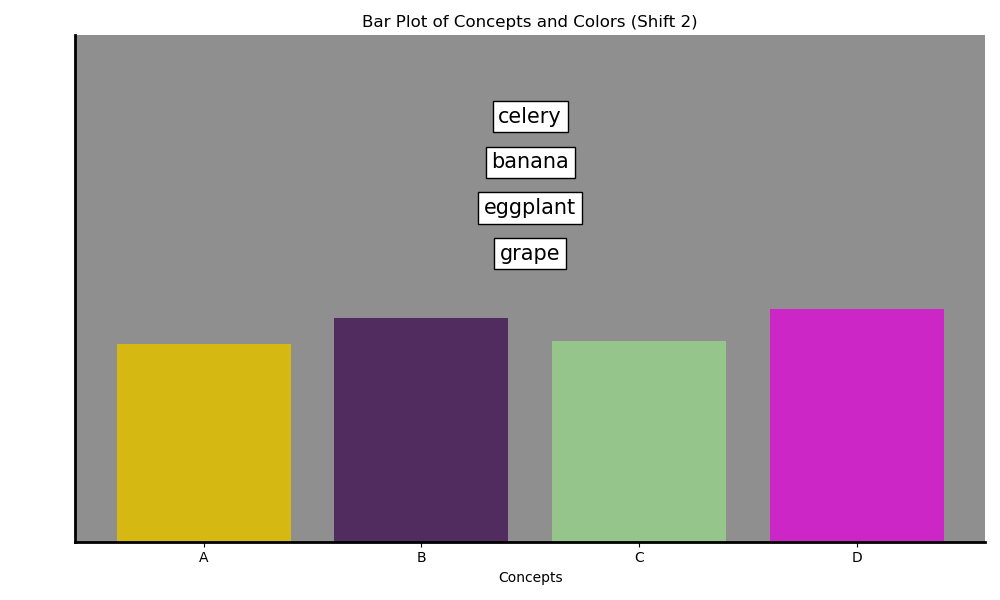 Bar Plot of Concepts and Colors (Shift 2)
celery
banana
eggplant
grape
A B C D
Concepts